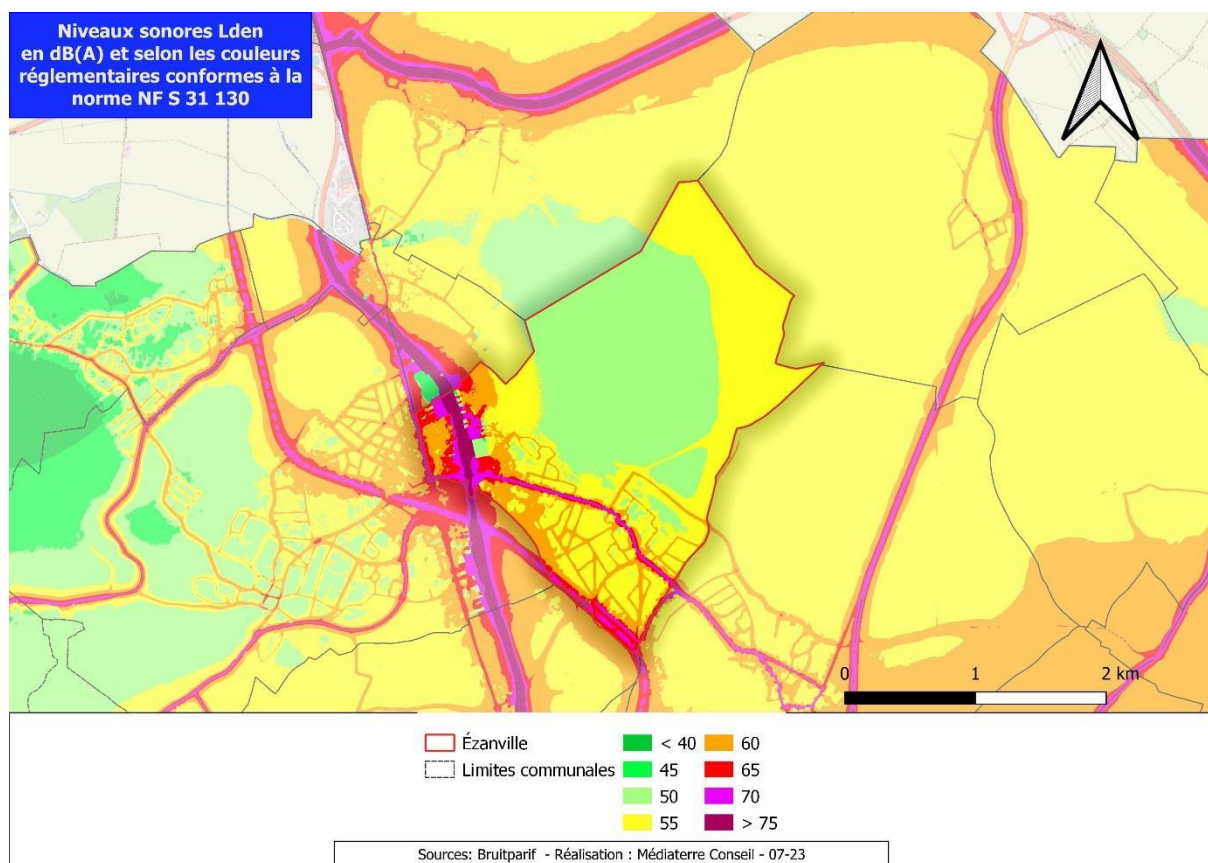 Niveaux sonores Lden
en dB(A) et selon les couleurs
réglementaires conformes à la
norme NF S 31 130
0 1 2 km
Ézanville
Limites communales
< 40
45
50
55
60
65
70
> 75
Sources: Bruitparif - Réalisation : Médiaterre Conseil - 07-23